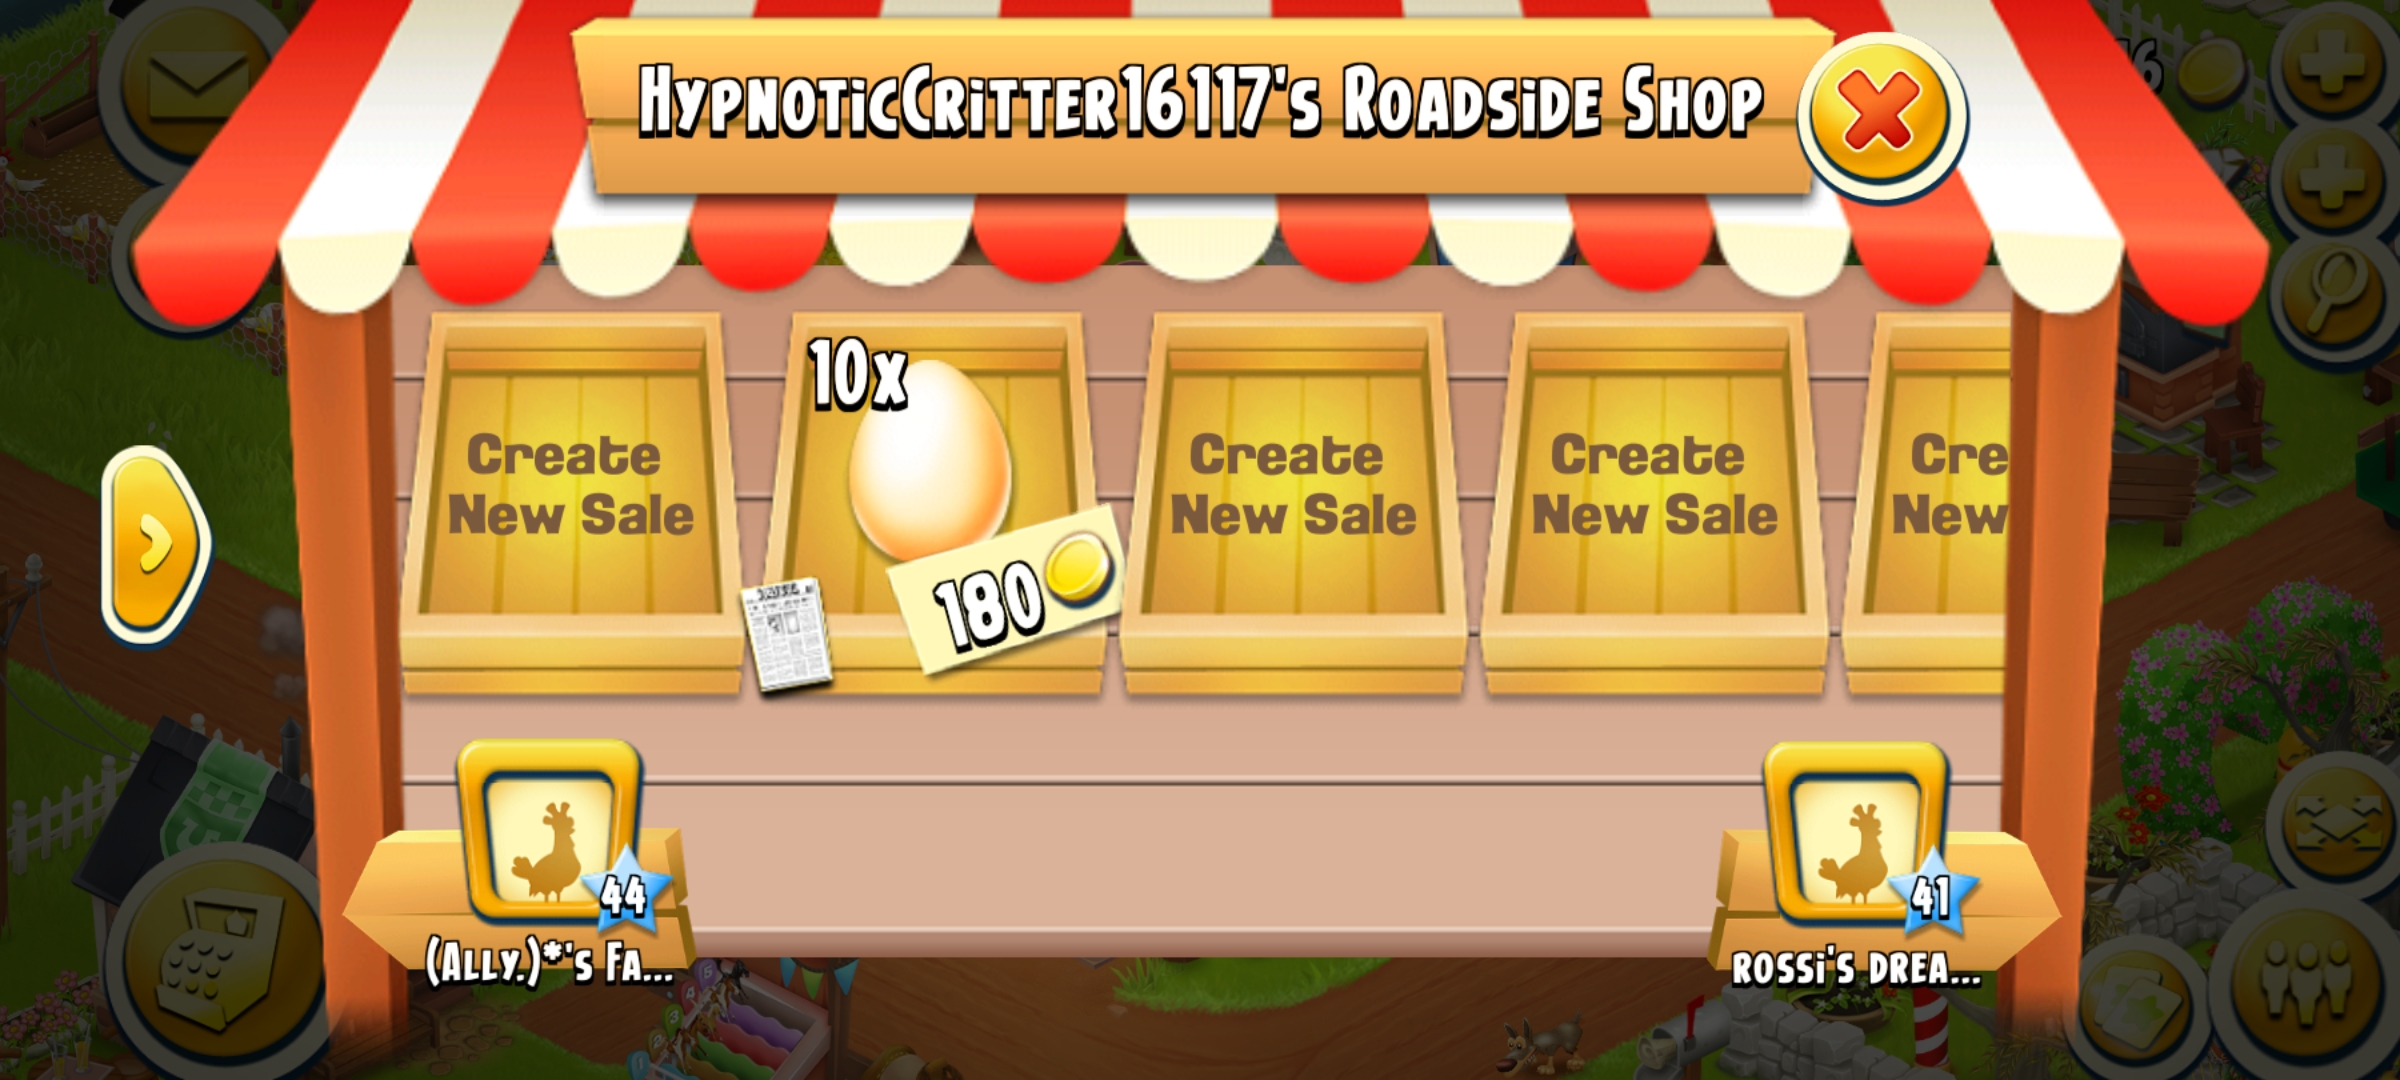 HypnoticCritter16117's Roadside Shop
Create
New Sale
10x
180
Create
New Sale
Create
New Sale
Cre
New
44
(Ally.)*'s Fa...
41
ROSSi'S DREA...